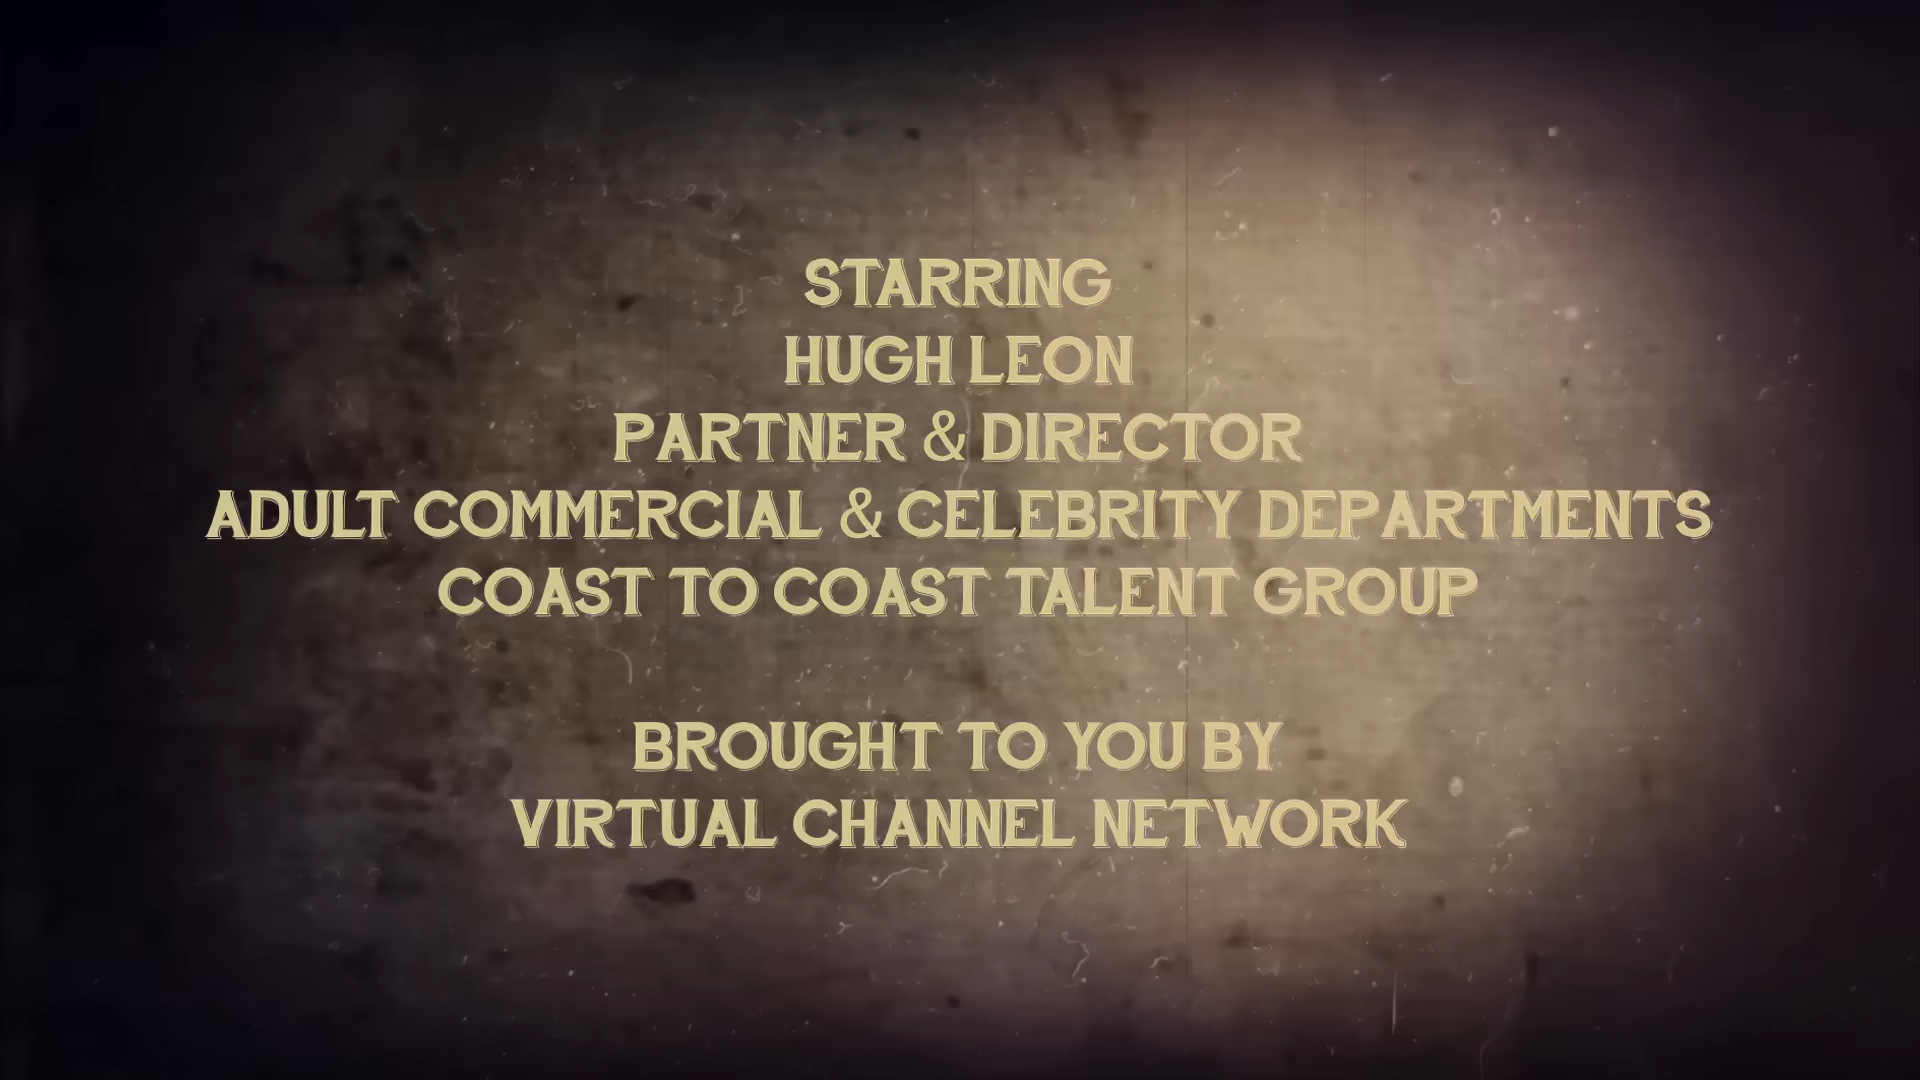 STARRING
HUGH LEON
PARTNER & DIRECTOR
ADULT COMMERCIAL & CELEBRITY DEPARTMENTS
COAST TO COAST TALENT GROUP
BROUGHT TO YOU BY
VIRTUAL CHANNEL NETWORK